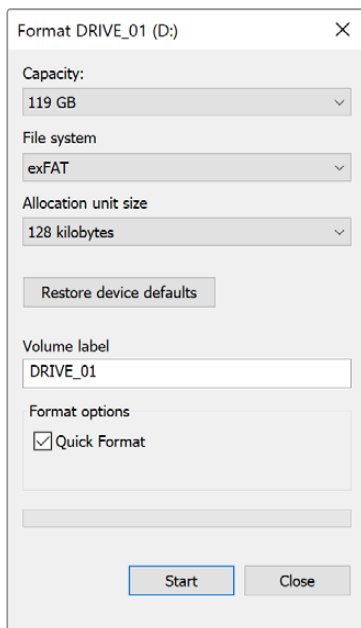 Format DRIVE_01 (D:)
Capacity:
119 GB
File system
exFAT
Allocation unit size
128 kilobytes
Restore device defaults
Volume label
DRIVE_01
Format options
Quick Format
Start Close